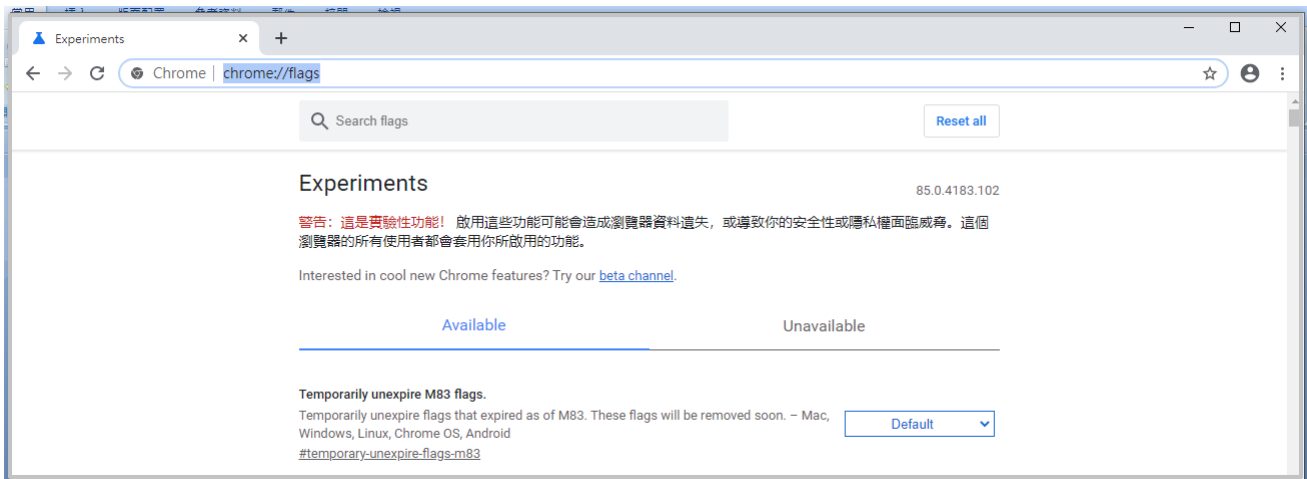 Experiments
Chrome | chrome://flags
Search flags
Reset all
Experiments
85.0.4183.102
警告：這是實驗性功能！ 啟用這些功能可能會造成瀏覽器資料遺失，或導致你的安全性或隱私權面臨威脅。這個
瀏覽器的所有使用者都會套用你所啟用的功能。
Interested in cool new Chrome features? Try our beta channel.
Available
Unavailable
Temporarily unexpire M83 flags.
Temporarily unexpire flags that expired as of M83. These flags will be removed soon. – Mac,
Windows, Linux, Chrome OS, Android
Default
#temporary-unexpire-flags-m83